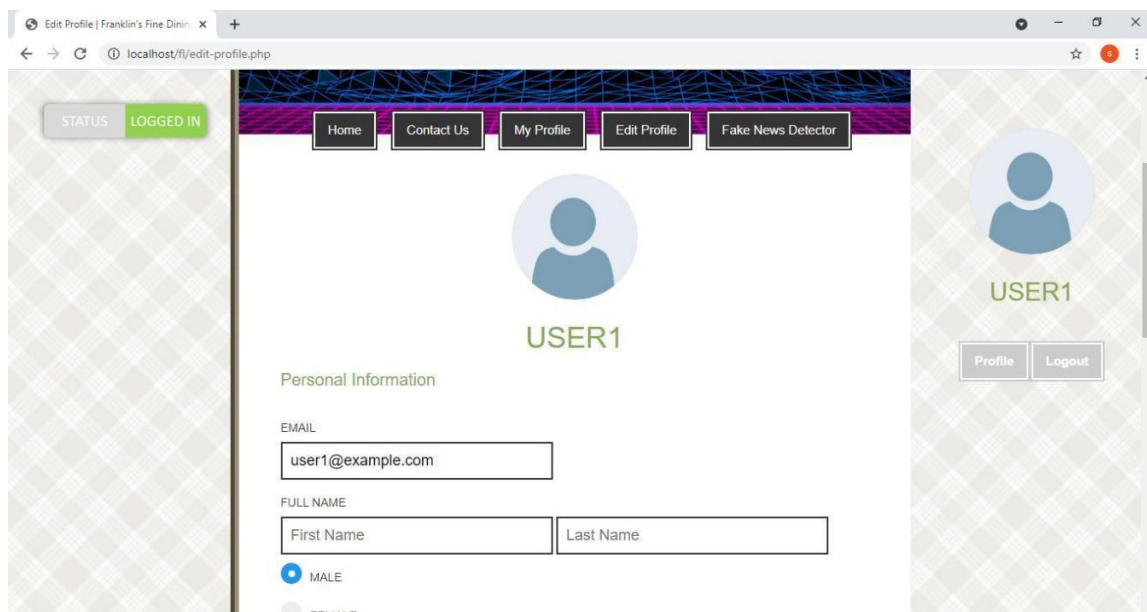 Edit Profile | Franklin's Fine Dinin
localhost/fl/edit-profile.php
S
STATUS LOGGED IN
Home Contact Us My Profile Edit Profile Fake News Detector
USER1
Profile Logout
USER1
Personal Information
EMAIL
user1@example.com
FULL NAME
First Name Last Name
MALE